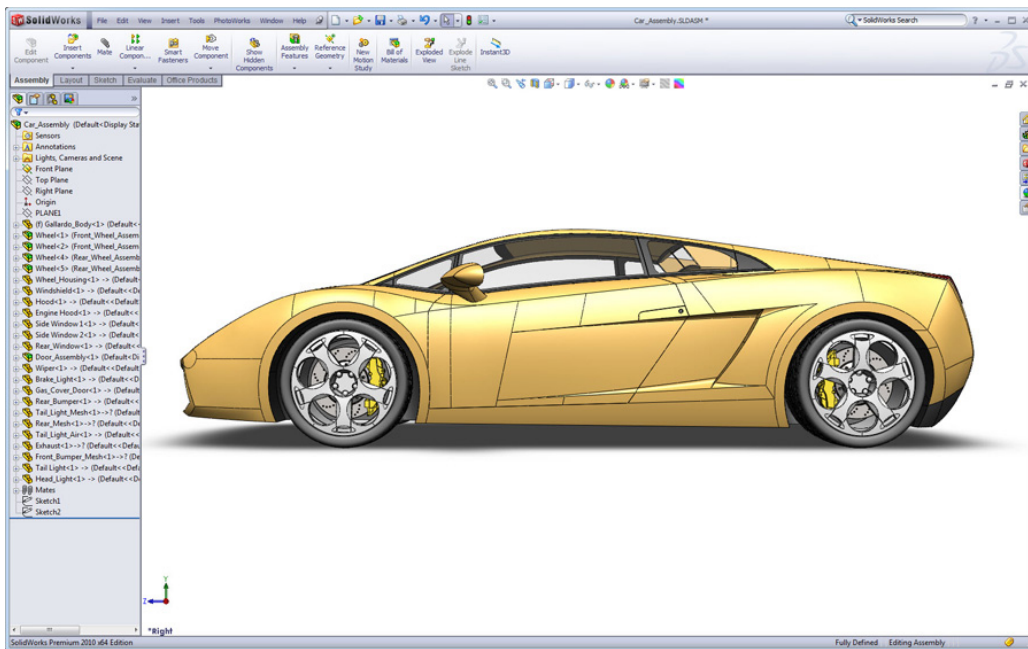 SolidWorks File Edit View Insert Tools PhotoWorks Window Help Car_Assembly.SLDASM * SolidWorks Search
Edit Component
Insert Components
Mate
Linear Compon...
Smart Fasteners
Move Component
Show Hidden Components
Assembly Features
Reference Geometry
New Motion Study
Bill of Materials
Exploded View
Explode Line Sketch
Instant3D
Assembly Layout Sketch Evaluate Office Products
Car_Assembly (Default<Display Sta
Sensors
Annotations
Lights, Cameras and Scene
Front Plane
Top Plane
Right Plane
Origin
PLANE1
(f) Gallardo_Body<1> (Default<
Wheel<1> (Front_Wheel_Assem
Wheel<2> (Front_Wheel_Assem
Wheel<4> (Rear_Wheel_Assemb
Wheel<5> (Rear_Wheel_Assemb
Wheel_Housing<1> -> (Default<
Windshield<1> -> (Default<<De
Hood<1> -> (Default<<Default
Engine Hood<1> -> (Default<<
Side Window 1<1> -> (Default<
Side Window 2<1> -> (Default<
Rear_Window<1> -> (Default<<
Door_Assembly<1> (Default<Di
Wiper<1> -> (Default<<Default
Brake_Light<1> -> (Default<<D
Gas_Cover_Door<1> -> (Default
Rear_Bumper<1> -> (Default<<
Tail_Light_Mesh<1>->? (Default
Rear_Mesh<1>->? (Default<<De
Tail_Light_Air<1> -> (Default<<
Exhaust<1>->? (Default<<Defau
Front_Bumper_Mesh<1>->? (De
Tail Light<1> -> (Default<<Defa
Head_Light<1> -> (Default<<D
Mates
Sketch1
Sketch2
Y
Z
*Right
SolidWorks Premium 2010 x64 Edition Fully Defined Editing Assembly